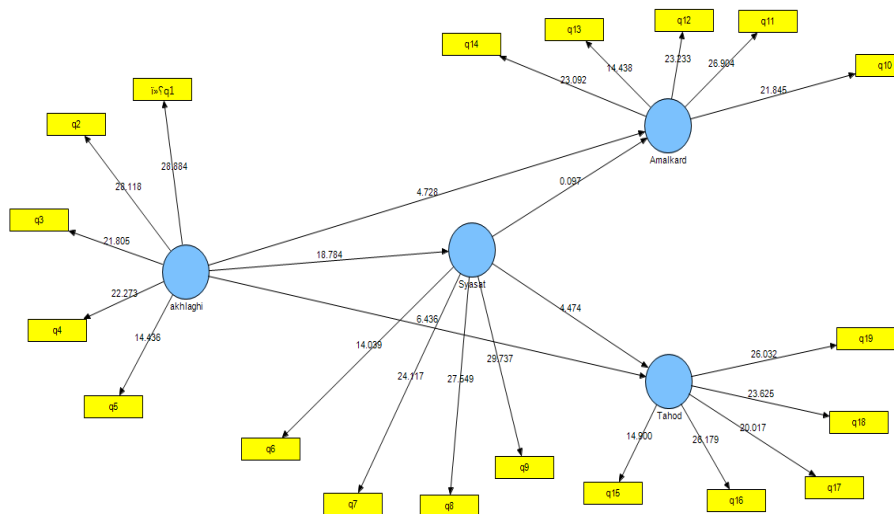 q12
q11
q13
q14
q10
23.233
26.904
14.438
23.092
21.845
ï»؟q1
q2
Amalkard
28.884
28.118
4.728
0.097
q3
21.805
18.784
Syasat
akhlaghi
22.273
6.436
4.474
q4
14.436
14.039
24.117
27.549
29.737
q19
26.032
Tahod
23.625
q5
14.900
26.179
20.017
q18
q6
q9
q15
q16
q17
q7
q8